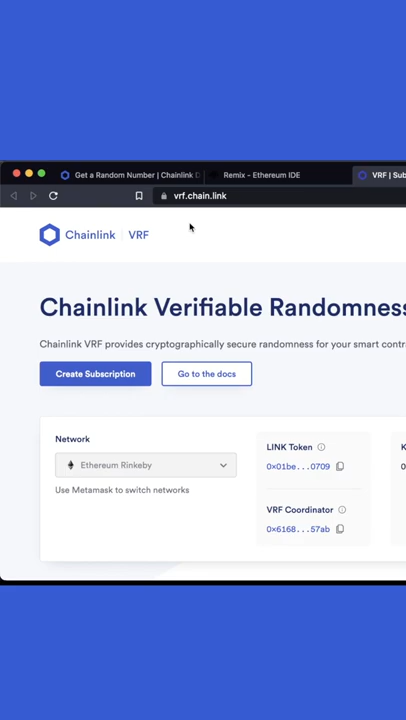 Get a Random Number | Chainlink D
Remix - Ethereum IDE
VRF | Sub
vrf.chain.link
Chainlink | VRF
Chainlink Verifiable Randomness
Chainlink VRF provides cryptographically secure randomness for your smart contra
Create Subscription
Go to the docs
Network
Ethereum Rinkeby
Use Metamask to switch networks
LINK Token
0x01be...0709
VRF Coordinator
0x6168...57ab
K
0